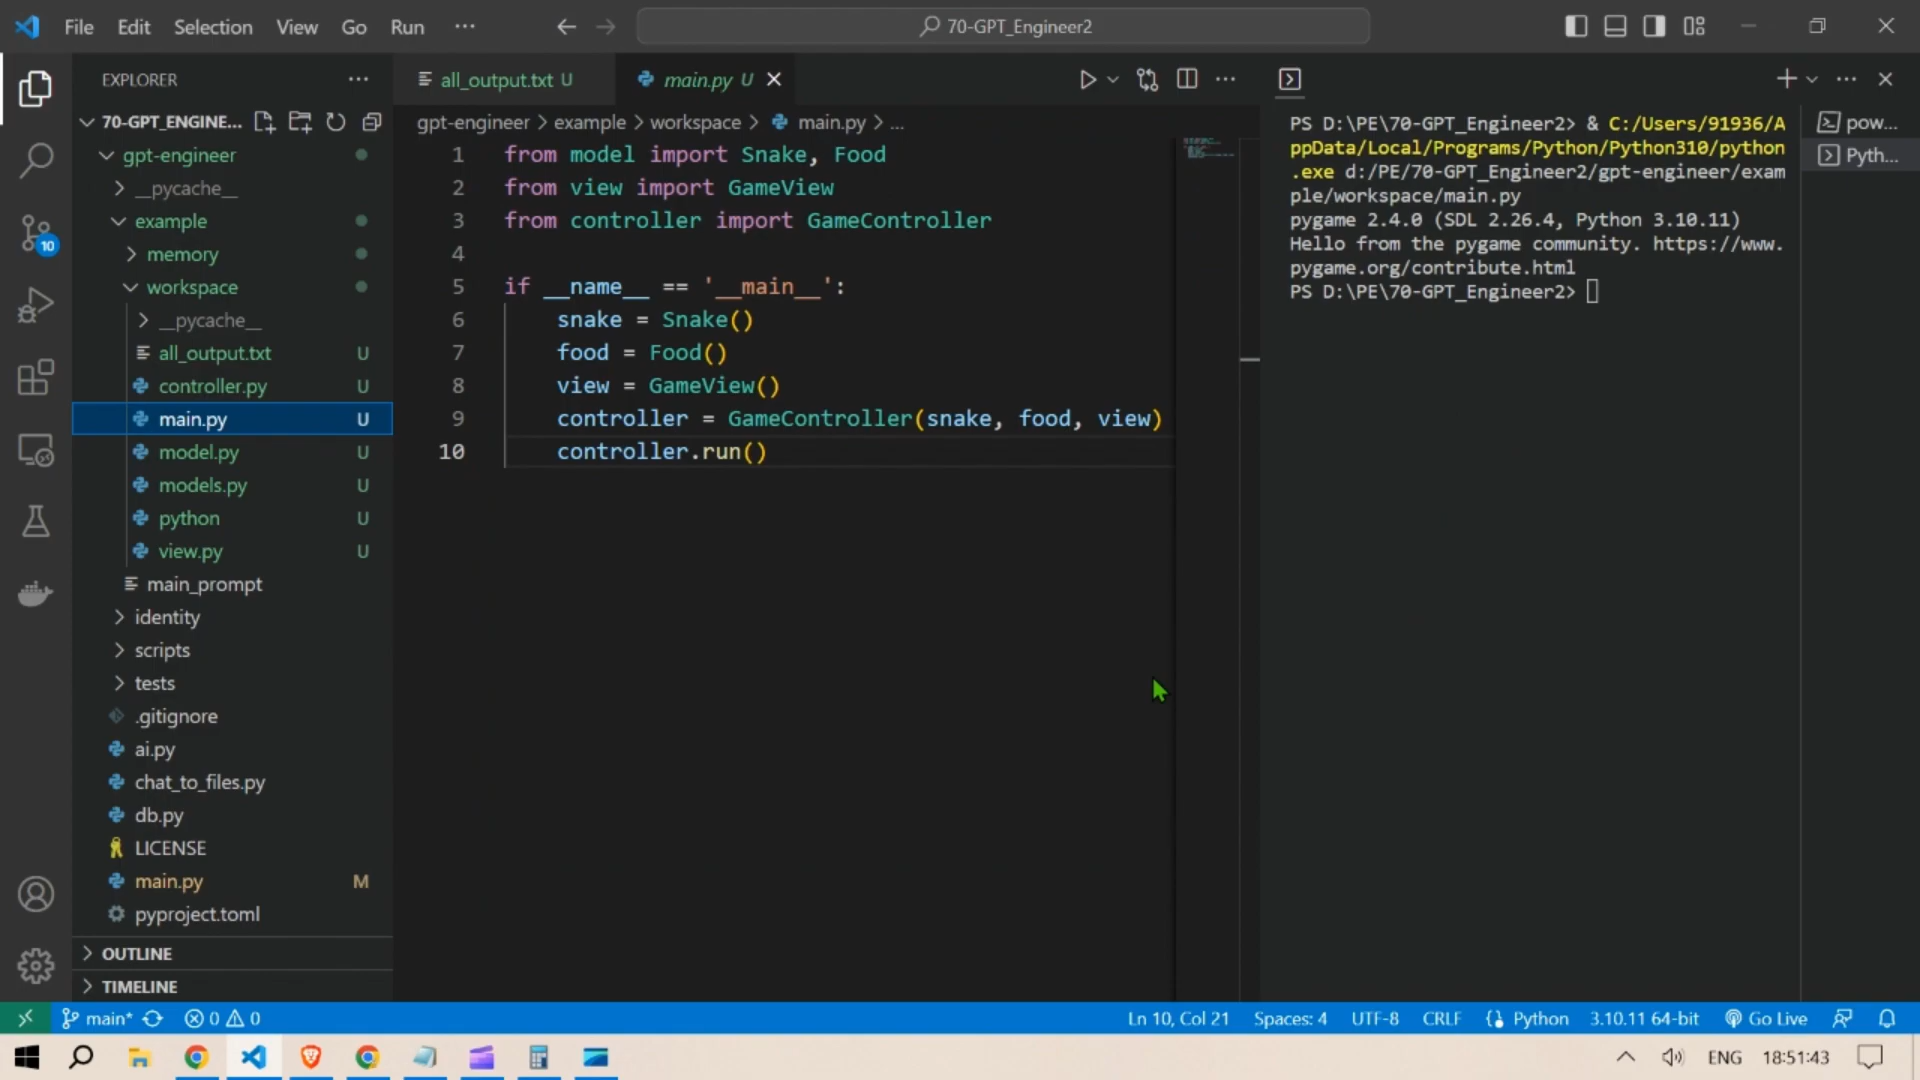 File Edit Selection View Go Run ···
70-GPT_Engineer2
EXPLORER
70-GPT_ENGINE...
gpt-engineer
__pycache__
example
memory
workspace
__pycache__
all_output.txt U
controller.py U
main.py U
model.py U
models.py U
python U
view.py U
main_prompt
identity
scripts
tests
.gitignore
ai.py
chat_to_files.py
db.py
LICENSE
main.py M
pyproject.toml
OUTLINE
TIMELINE
10
all_output.txt U
main.py U
gpt-engineer > example > workspace > main.py > ...
1 from model import Snake, Food
2 from view import GameView
3 from controller import GameController
4
5 if __name__ == '__main__':
6 snake = Snake()
7 food = Food()
8 view = GameView()
9 controller = GameController(snake, food, view)
10 controller.run()
PS D:\PE\70-GPT_Engineer2> & C:/Users/91936/A
ppData/Local/Programs/Python/Python310/python
.exe d:/PE/70-GPT_Engineer2/gpt-engineer/exam
ple/workspace/main.py
pygame 2.4.0 (SDL 2.26.4, Python 3.10.11)
Hello from the pygame community. https://www.
pygame.org/contribute.html
PS D:\PE\70-GPT_Engineer2>
pow...
Pyth...
main* 0 0
Ln 10, Col 21 Spaces: 4 UTF-8 CRLF Python 3.10.11 64-bit Go Live
ENG 18:51:43